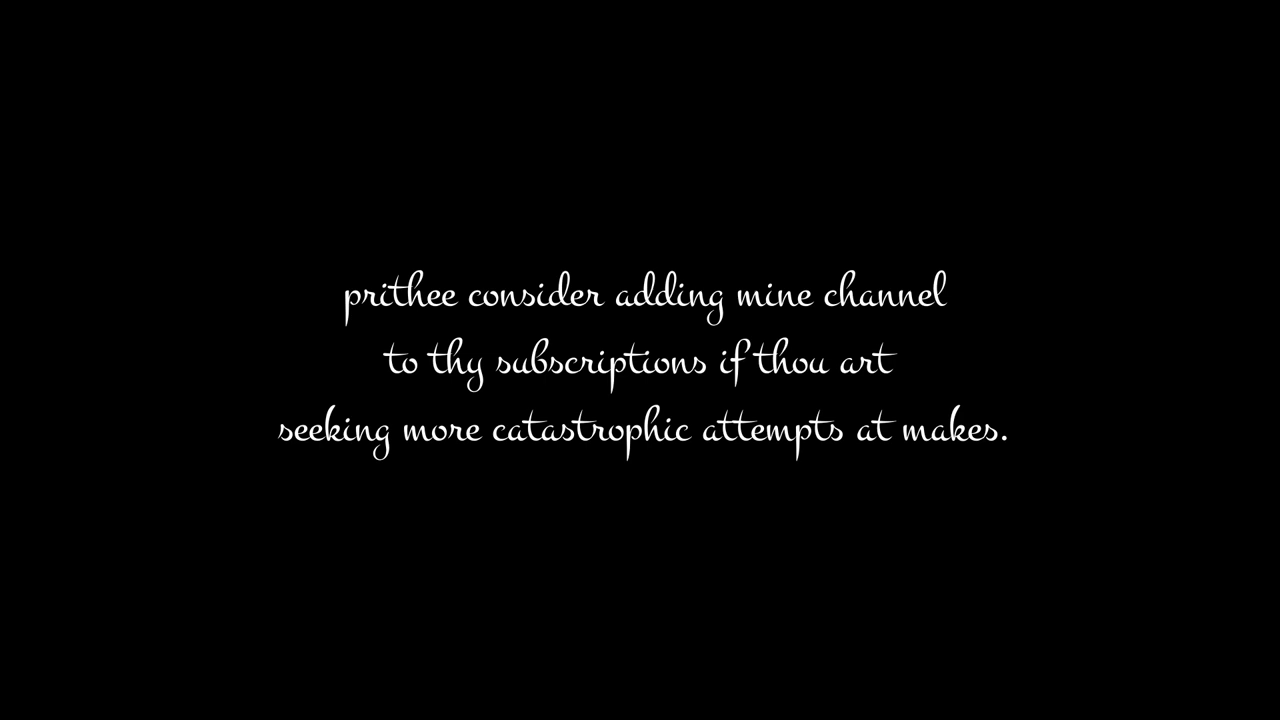 prithee consider adding mine channel
to thy subscriptions if thou art
seeking more catastrophic attempts at makes.